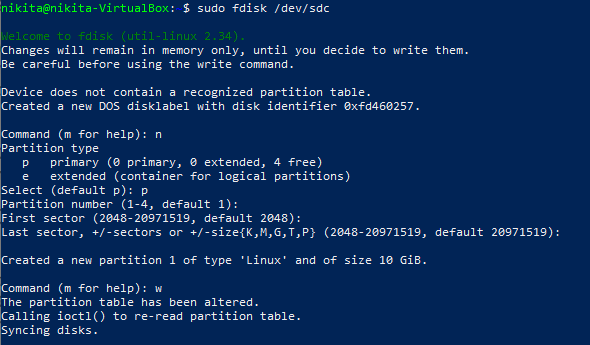 nikita@nikita-VirtualBox:~$ sudo fdisk /dev/sdc
Welcome to fdisk (util-linux 2.34).
Changes will remain in memory only, until you decide to write them.
Be careful before using the write command.
Device does not contain a recognized partition table.
Created a new DOS disklabel with disk identifier 0xfd460257.
Command (m for help): n
Partition type
   p   primary (0 primary, 0 extended, 4 free)
   e   extended (container for logical partitions)
Select (default p): p
Partition number (1-4, default 1):
First sector (2048-20971519, default 2048):
Last sector, +/-sectors or +/-size{K,M,G,T,P} (2048-20971519, default 20971519):
Created a new partition 1 of type 'Linux' and of size 10 GiB.
Command (m for help): w
The partition table has been altered.
Calling ioctl() to re-read partition table.
Syncing disks.